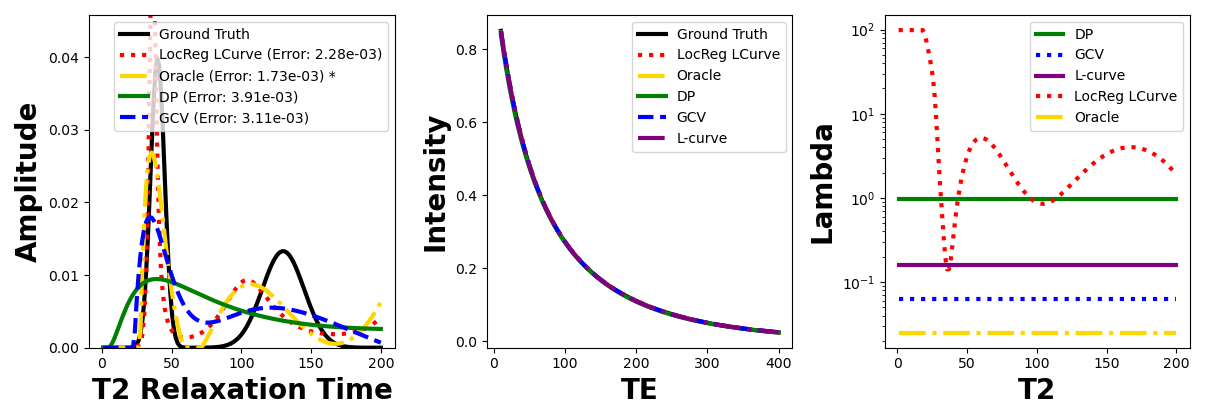 Amplitude
0.04
0.03
0.02
0.01
0.00
Ground Truth
LocReg LCurve (Error: 2.28e-03)
Oracle (Error: 1.73e-03) *
DP (Error: 3.91e-03)
GCV (Error: 3.11e-03)
0 50 100 150 200
T2 Relaxation Time
Intensity
0.8
0.6
0.4
0.2
0.0
Ground Truth
LocReg LCurve
Oracle
DP
GCV
L-curve
0 100 200 300 400
TE
Lambda
10²
10¹
10⁰
10⁻¹
DP
GCV
L-curve
LocReg LCurve
Oracle
0 50 100 150 200
T2